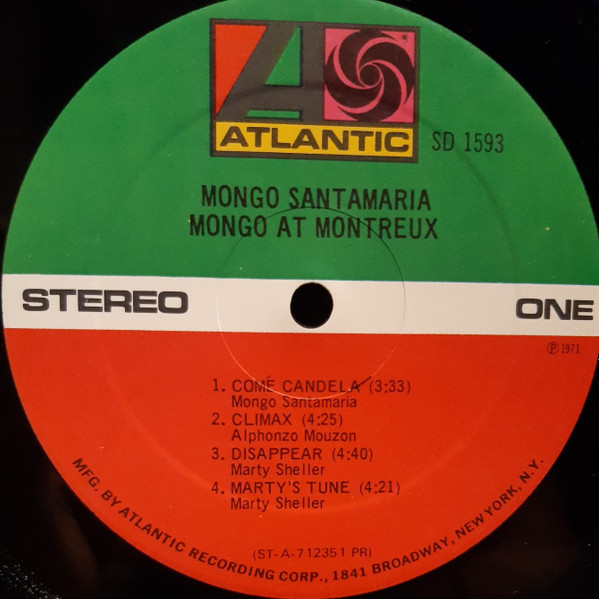 ATLANTIC
SD 1593
MONGO SANTAMARIA
MONGO AT MONTREUX
STEREO
ONE
Ⓟ 1971
1. COMÉ CANDELA (3:33)
Mongo Santamaria
2. CLIMAX (4:25)
Alphonzo Mouzon
3. DISAPPEAR (4:40)
Marty Sheller
4. MARTY'S TUNE (4:21)
Marty Sheller
(ST-A-712351 PR)
MFG. BY ATLANTIC RECORDING CORP., 1841 BROADWAY, NEW YORK, N.Y.